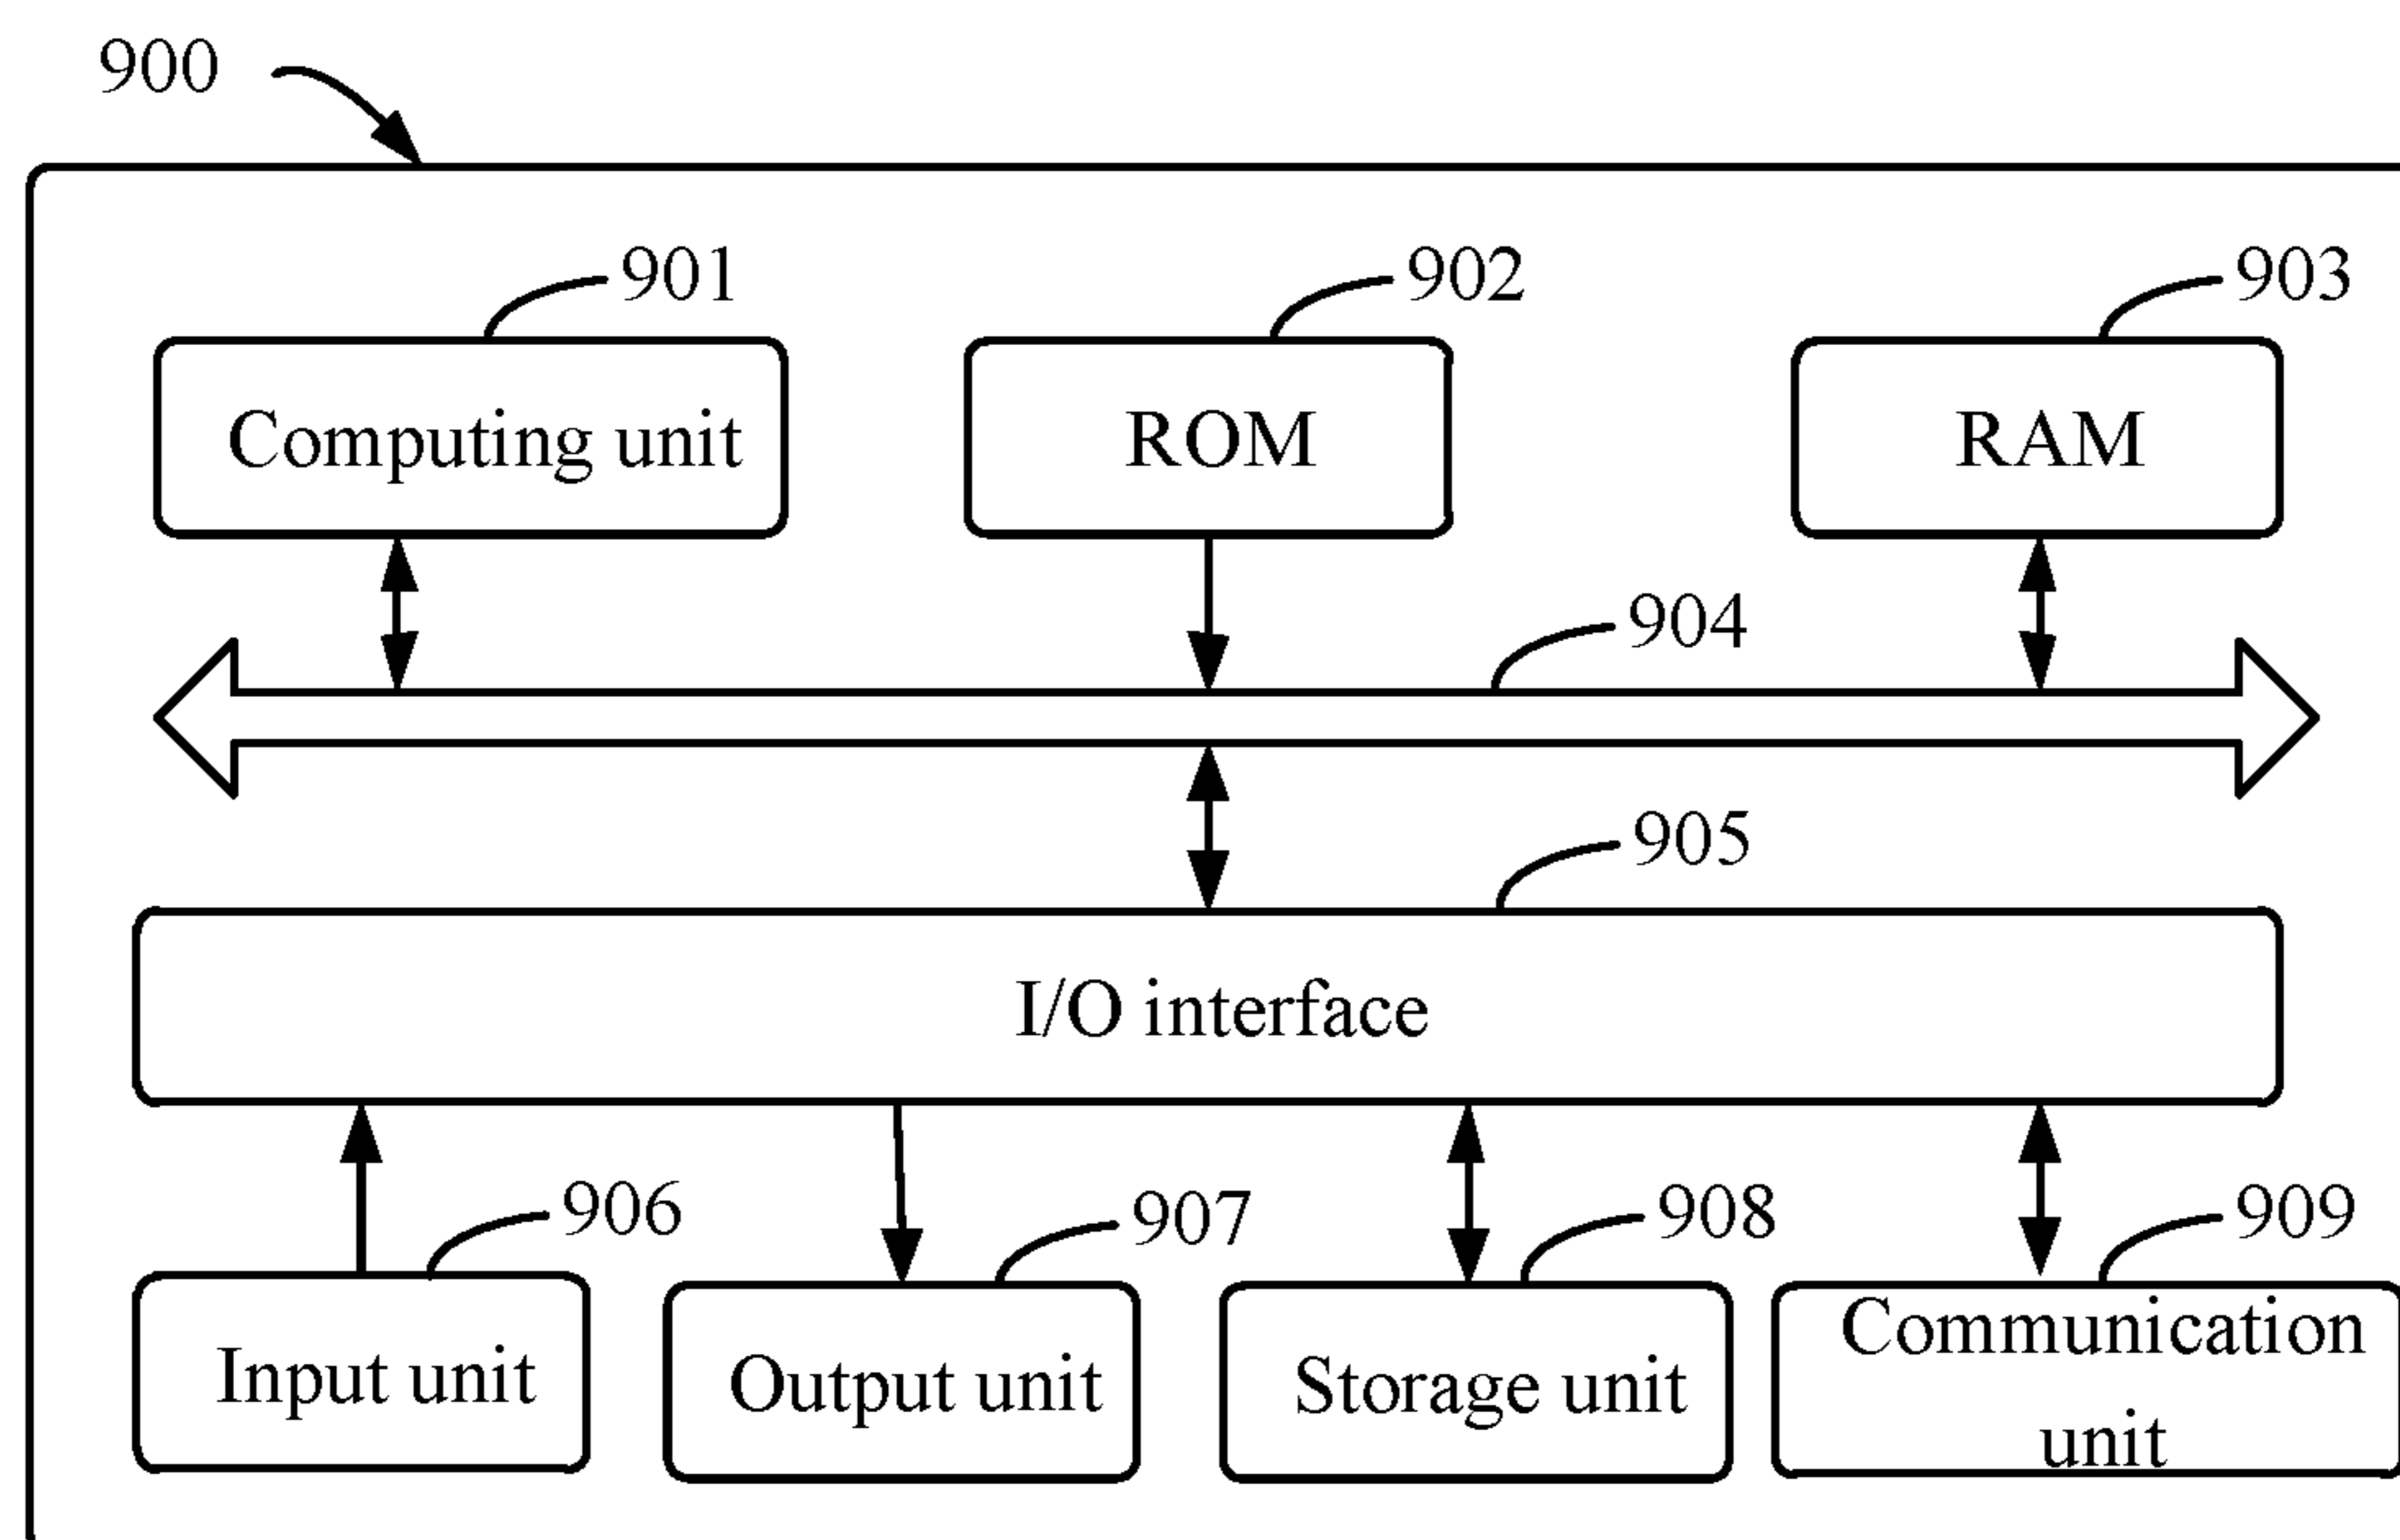 900
901
902
903
Computing unit
ROM
RAM
904
905
I/O interface
906
907
908
909
Input unit
Output unit
Storage unit
Communication
unit